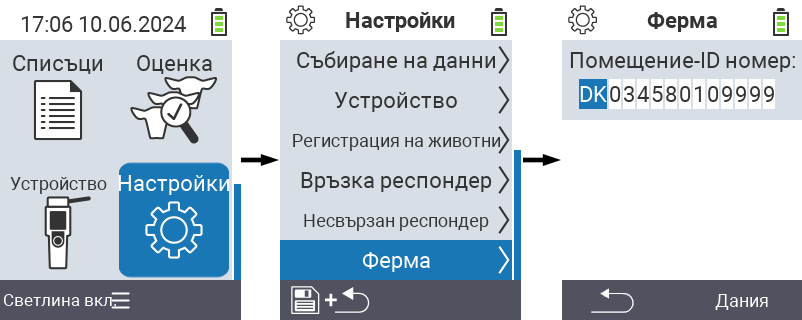 17:06 10.06.2024
Списъци
Оценка
Устройство
Настройки
Светлина вкл.
Настройки
Събиране на данни
Устройство
Регистрация на животни
Връзка респондер
Несвързан респондер
Ферма
Ферма
Помещение-ID номер:
DK034580109999
Дания